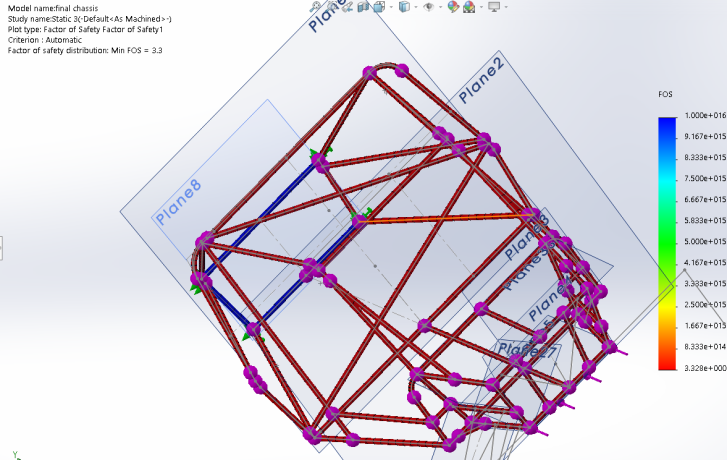 Model name:final chassis
Study name:Static 3(-Default<As Machined>-)
Plot type: Factor of Safety Factor of Safety1
Criterion : Automatic
Factor of safety distribution: Min FOS = 3.3
Plane2
Plane8
Plane7
FOS
1.000e+016
9.167e+015
8.333e+015
7.500e+015
6.667e+015
5.833e+015
5.000e+015
4.167e+015
3.333e+015
2.500e+015
1.667e+015
8.333e+014
3.328e+000
Y